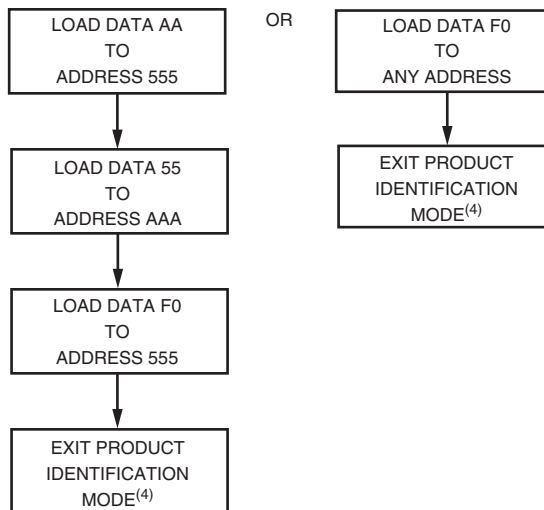 LOAD DATA AA
TO
ADDRESS 555
LOAD DATA 55
TO
ADDRESS AAA
LOAD DATA F0
TO
ADDRESS 555
EXIT PRODUCT
IDENTIFICATION
MODE(4)
OR
LOAD DATA F0
TO
ANY ADDRESS
EXIT PRODUCT
IDENTIFICATION
MODE(4)